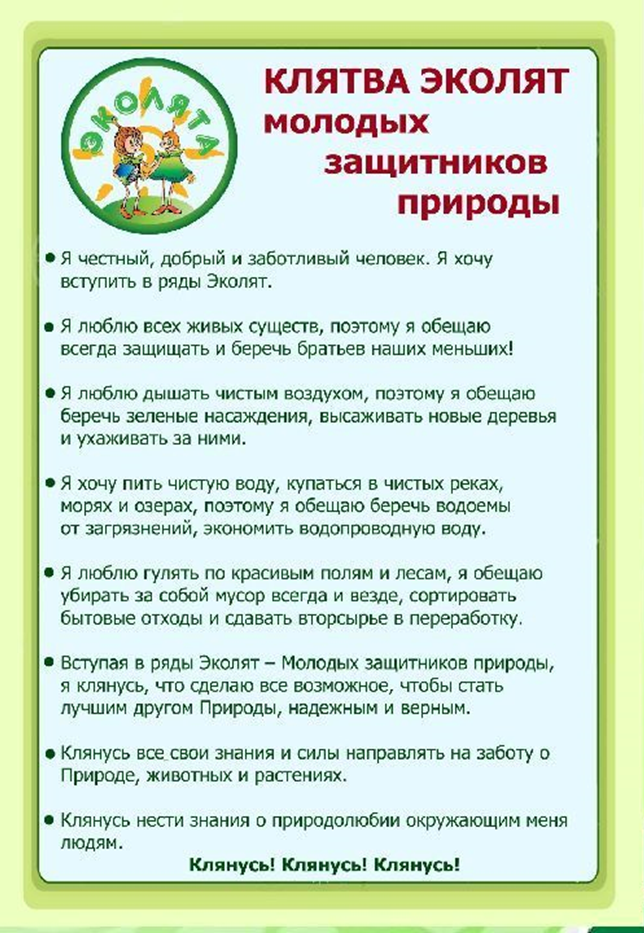 ЭКОЛЯТА
КЛЯТВА ЭКОЛЯТ
молодых
защитников
природы
• Я честный, добрый и заботливый человек. Я хочу
вступить в ряды Эколят.
• Я люблю всех живых существ, поэтому я обещаю
всегда защищать и беречь братьев наших меньших!
• Я люблю дышать чистым воздухом, поэтому я обещаю
беречь зеленые насаждения, высаживать новые деревья
и ухаживать за ними.
• Я хочу пить чистую воду, купаться в чистых реках,
морях и озерах, поэтому я обещаю беречь водоемы
от загрязнений, экономить водопроводную воду.
• Я люблю гулять по красивым полям и лесам, я обещаю
убирать за собой мусор всегда и везде, сортировать
бытовые отходы и сдавать вторсырье в переработку.
• Вступая в ряды Эколят – Молодых защитников природы,
я клянусь, что сделаю все возможное, чтобы стать
лучшим другом Природы, надежным и верным.
• Клянусь все свои знания и силы направлять на заботу о
Природе, животных и растениях.
• Клянусь нести знания о природолюбии окружающим меня
людям.
Клянусь! Клянусь! Клянусь!